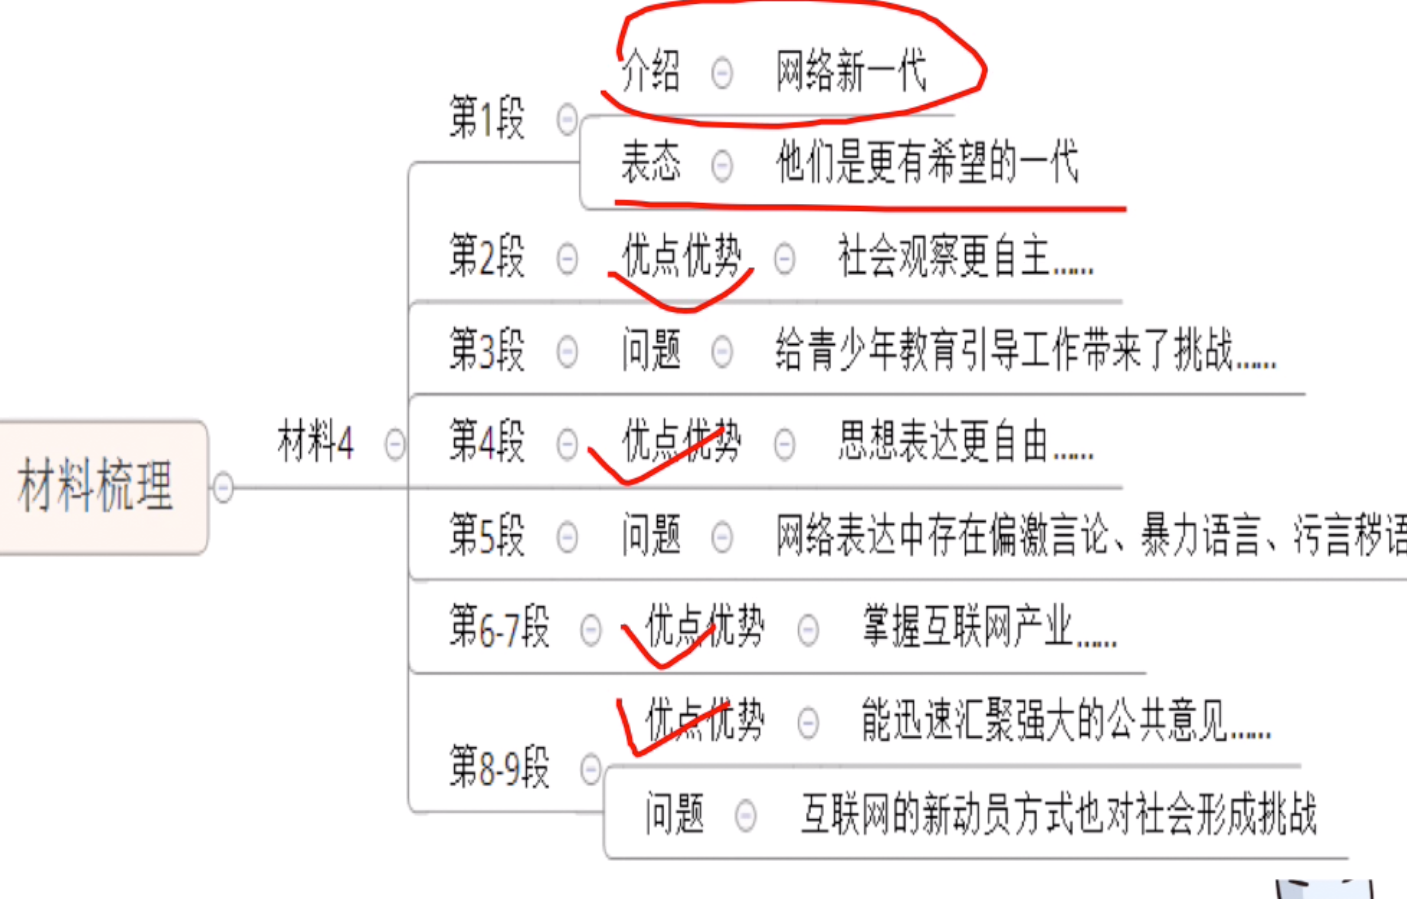 介绍 网络新一代
第1段
表态 他们是更有希望的一代
第2段 优点优势 社会观察更自主......
第3段 问题 给青少年教育引导工作带来了挑战......
材料4 第4段 优点优势 思想表达更自由......
材料梳理
第5段 问题 网络表达中存在偏激言论、暴力语言、污言秽语
第6-7段 优点优势 掌握互联网产业......
优点优势 能迅速汇聚强大的公共意见......
第8-9段
问题 互联网的新动员方式也对社会形成挑战